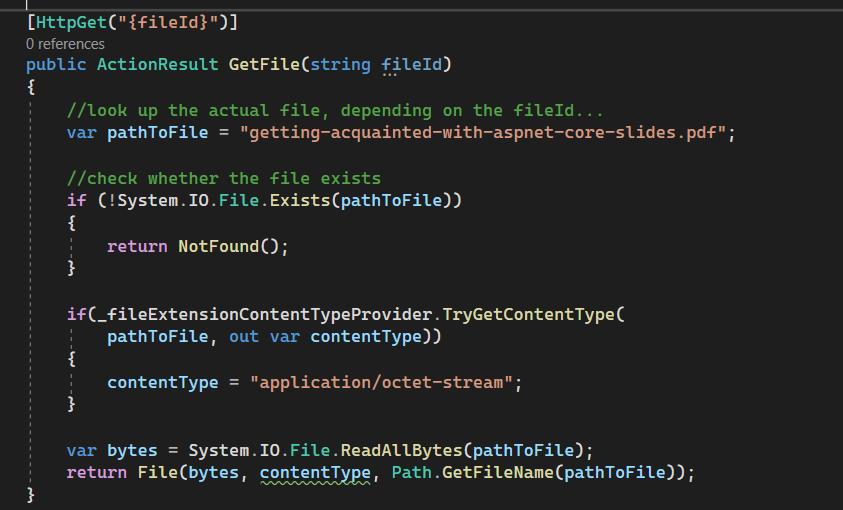 [HttpGet("{fileId}")]
0 references
public ActionResult GetFile(string fileId)
{
//look up the actual file, depending on the fileId...
var pathToFile = "getting-acquainted-with-aspnet-core-slides.pdf";
//check whether the file exists
if (!System.IO.File.Exists(pathToFile))
{
return NotFound();
}
if(_fileExtensionContentTypeProvider.TryGetContentType(
pathToFile, out var contentType))
{
contentType = "application/octet-stream";
}
var bytes = System.IO.File.ReadAllBytes(pathToFile);
return File(bytes, contentType, Path.GetFileName(pathToFile));
}